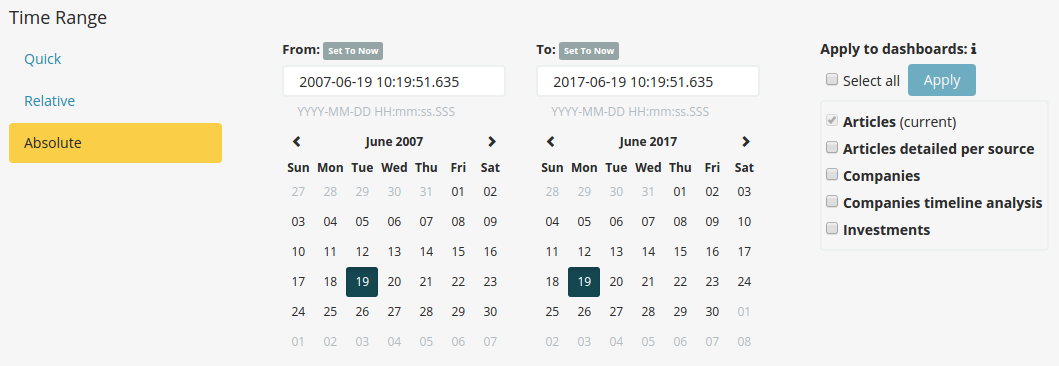 Time Range
Quick
Relative
Absolute
From: Set To Now
2007-06-19 10:19:51.635
YYYY-MM-DD HH:mm:ss.SSS
June 2007
Sun Mon Tue Wed Thu Fri Sat
27 28 29 30 31 01 02
03 04 05 06 07 08 09
10 11 12 13 14 15 16
17 18 19 20 21 22 23
24 25 26 27 28 29 30
01 02 03 04 05 06 07
To: Set To Now
2017-06-19 10:19:51.635
YYYY-MM-DD HH:mm:ss.SSS
June 2017
Sun Mon Tue Wed Thu Fri Sat
28 29 30 31 01 02 03
04 05 06 07 08 09 10
11 12 13 14 15 16 17
18 19 20 21 22 23 24
25 26 27 28 29 30 01
02 03 04 05 06 07 08
Apply to dashboards:
Select all Apply
Articles (current)
Articles detailed per source
Companies
Companies timeline analysis
Investments